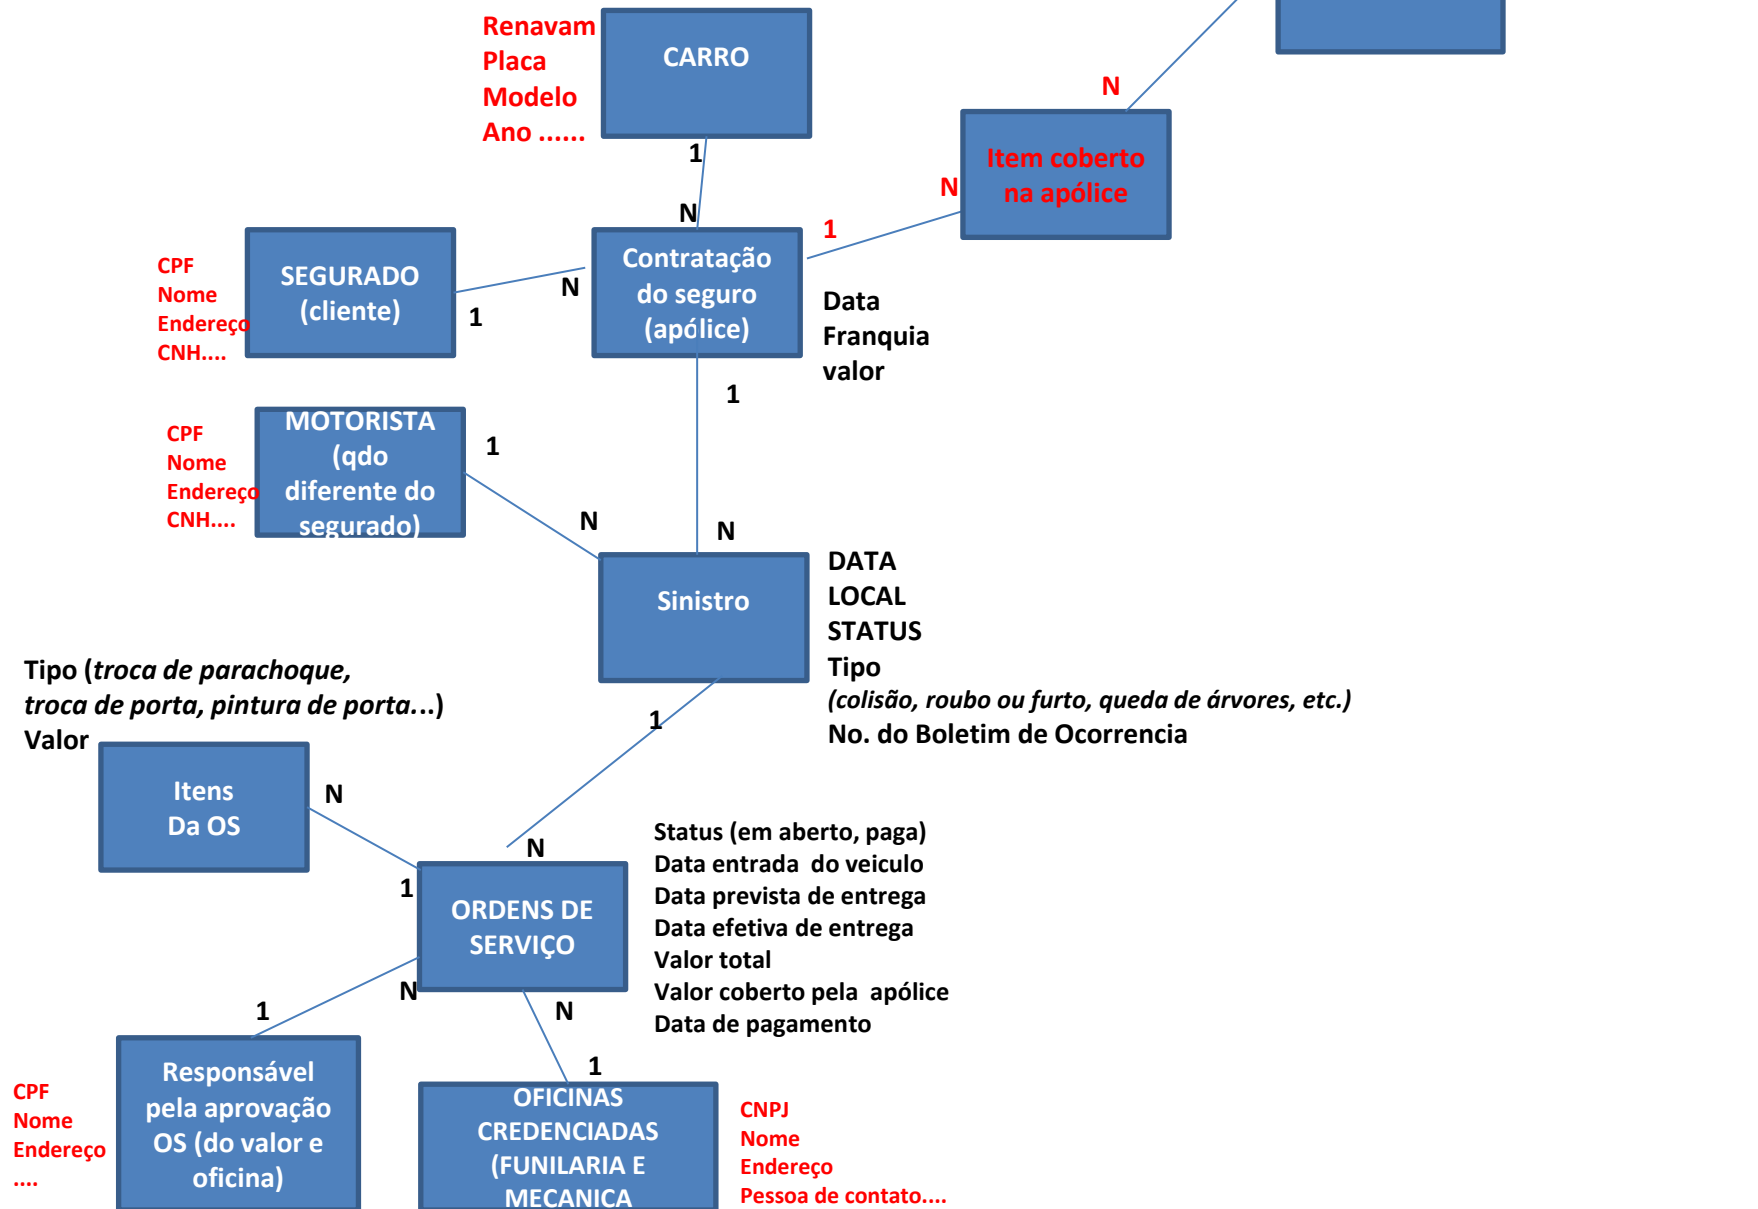 Renavam
Placa
Modelo
Ano ......
CARRO
1
N
N
Item coberto
na apólice
N
1
CPF
Nome
Endereço
CNH....
SEGURADO
(cliente)
1
N
Contratação
do seguro
(apólice)
Data
Franquia
valor
1
CPF
Nome
Endereço
CNH....
MOTORISTA
(qdo
diferente do
segurado)
1
N
N
Sinistro
DATA
LOCAL
STATUS
Tipo
(colisão, roubo ou furto, queda de árvores, etc.)
No. do Boletim de Ocorrencia
Tipo (troca de parachoque,
troca de porta, pintura de porta...)
Valor
1
Itens
Da OS
N
N
1
ORDENS DE
SERVIÇO
Status (em aberto, paga)
Data entrada  do veiculo
Data prevista de entrega
Data efetiva de entrega
Valor total
Valor coberto pela  apólice
Data de pagamento
N
1
N
1
CPF
Nome
Endereço
....
Responsável
pela aprovação
OS (do valor e
oficina)
OFICINAS
CREDENCIADAS
(FUNILARIA E
MECANICA
CNPJ
Nome
Endereço
Pessoa de contato....